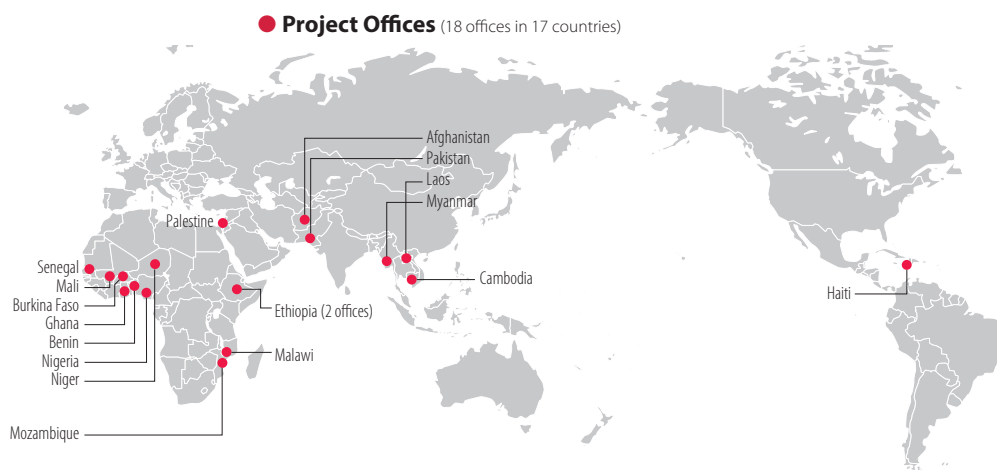 Project Offices (18 offices in 17 countries)
Afghanistan
Pakistan
Laos
Myanmar
Palestine
Senegal
Mali
Burkina Faso
Ghana
Benin
Nigeria
Niger
Mozambique
Ethiopia (2 offices)
Malawi
Cambodia
Haiti